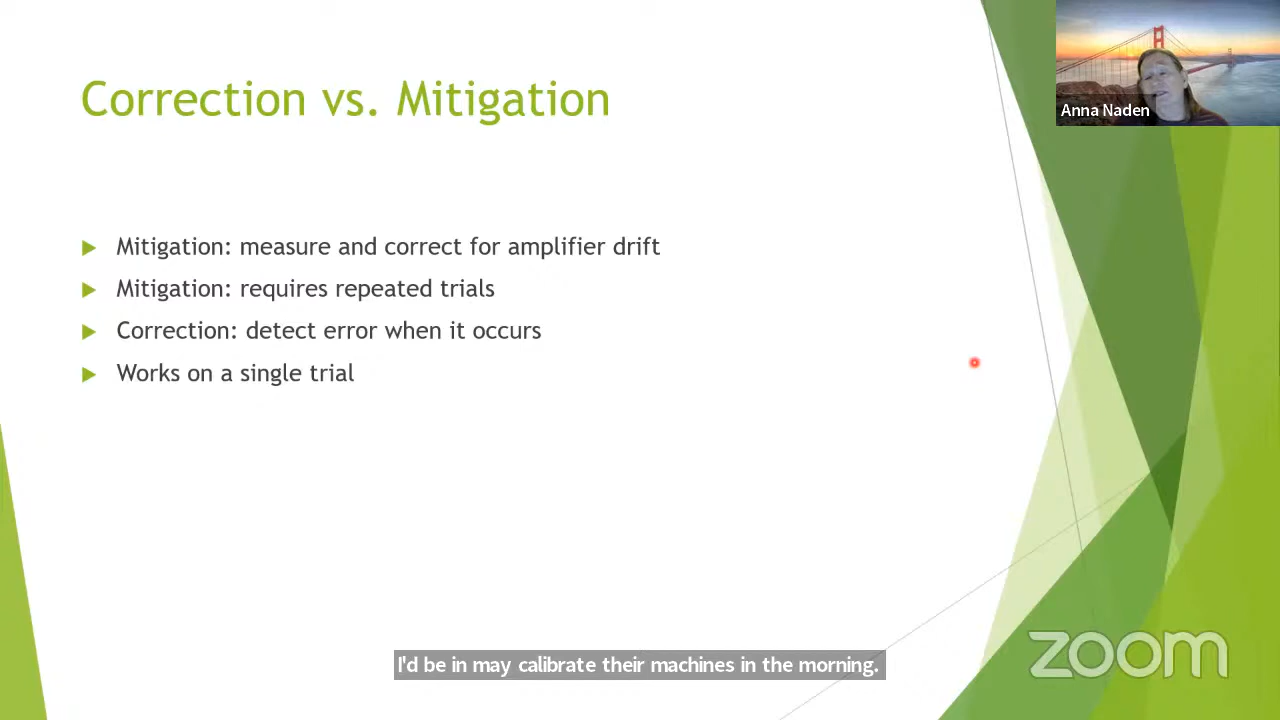 Correction vs. Mitigation
Anna Naden
Mitigation: measure and correct for amplifier drift
Mitigation: requires repeated trials
Correction: detect error when it occurs
Works on a single trial
I'd be in may calibrate their machines in the morning.
zoom